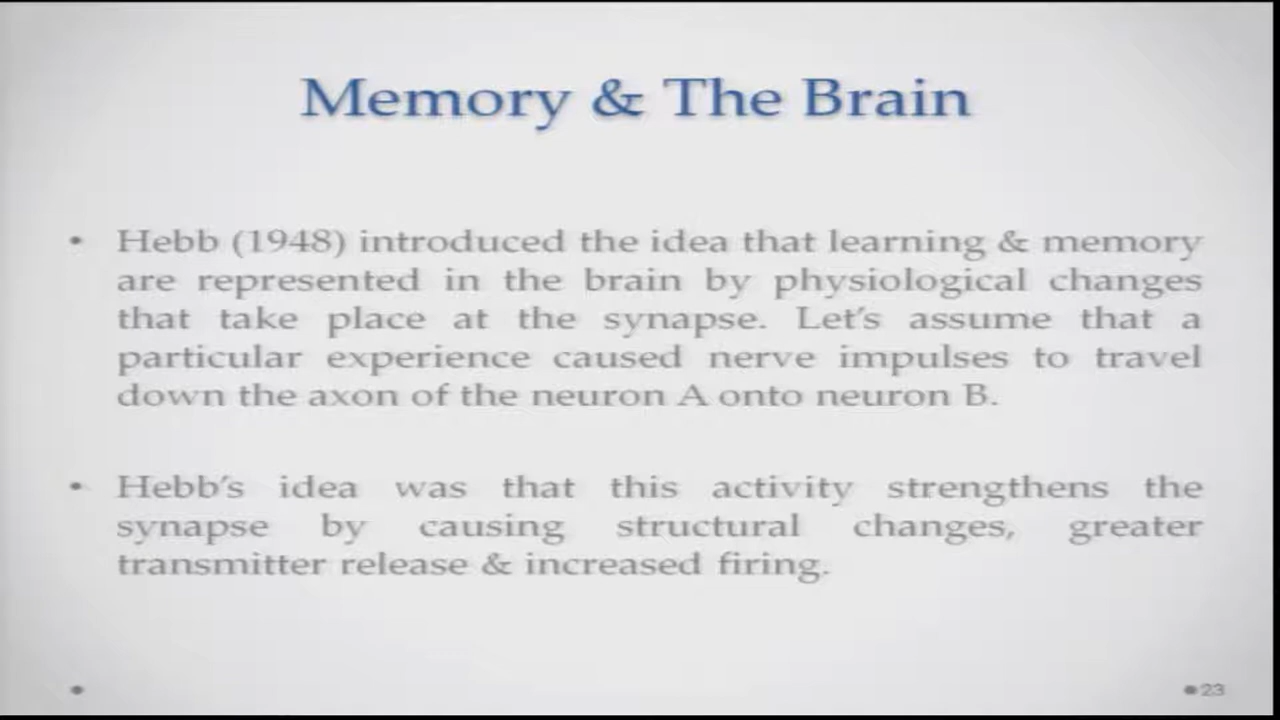 Memory & The Brain
• Hebb (1948) introduced the idea that learning & memory
are represented in the brain by physiological changes
that take place at the synapse. Let's assume that a
particular experience caused nerve impulses to travel
down the axon of the neuron A onto neuron B.
• Hebb's idea was that this activity strengthens the
synapse by causing structural changes, greater
transmitter release & increased firing.
•
•23